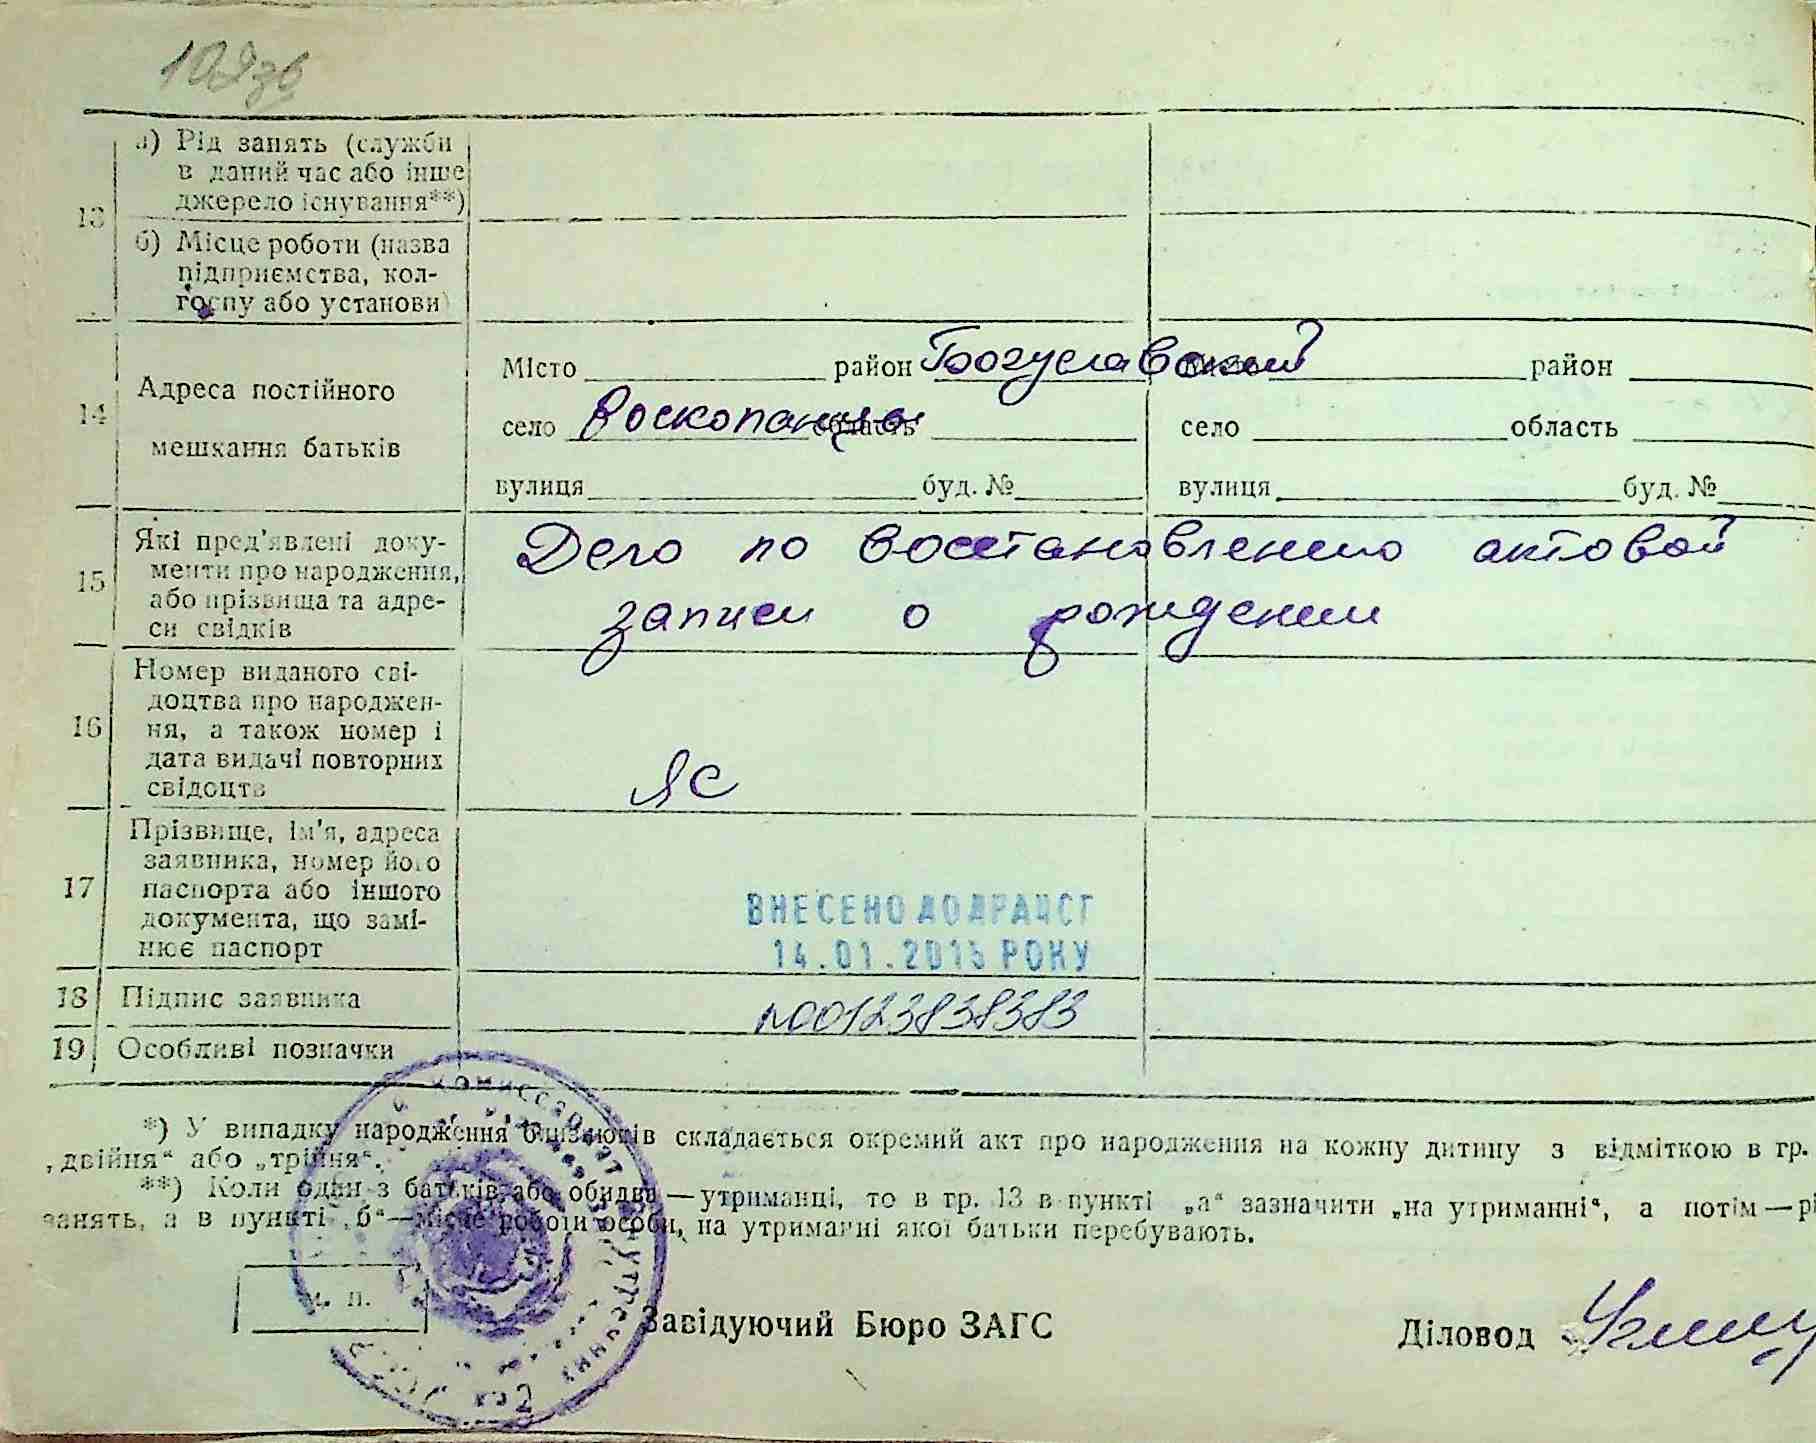 109зв
13
а) Рід занять (служби
в даний час або інше
джерело існування**)
б) Місце роботи (назва
підприємства, кол-
госпу або установи)
14
Адреса постійного
мешкання батьків
Місто район Богуславский район
село Воскопанцы область село область
вулиця буд. № вулиця буд. №
15
Які пред'явлені доку-
менти про народження,
або прізвища та адре-
си свідків
Дело по восстановлению актовой
записи о рождении
16
Номер виданого сві-
доцтва про народжен-
ня, а також номер і
дата видачі повторних
свідоцтв
ЯС
17
Прізвище, ім'я, адреса
заявника, номер його
паспорта або іншого
документа, що замі-
нює паспорт
ВНЕСЕНО ДО ДРАЦСГ
14.01.2015 РОКУ
18 Підпис заявника
№00123838383
19 Особливі позначки
*) У випадку народження близнюків складається окремий акт про народження на кожну дитину з відміткою в гр.
„двійня“ або „трійня“.
**) Коли один з батьків або обидва—утриманці, то в гр. 13 в пункті „а“ зазначити „на утриманні“, а потім—рі
занять, а в пункті „б“—місце роботи особи, на утриманні якої батьки перебувають.
м. п.
Завідуючий Бюро ЗАГС
Діловод